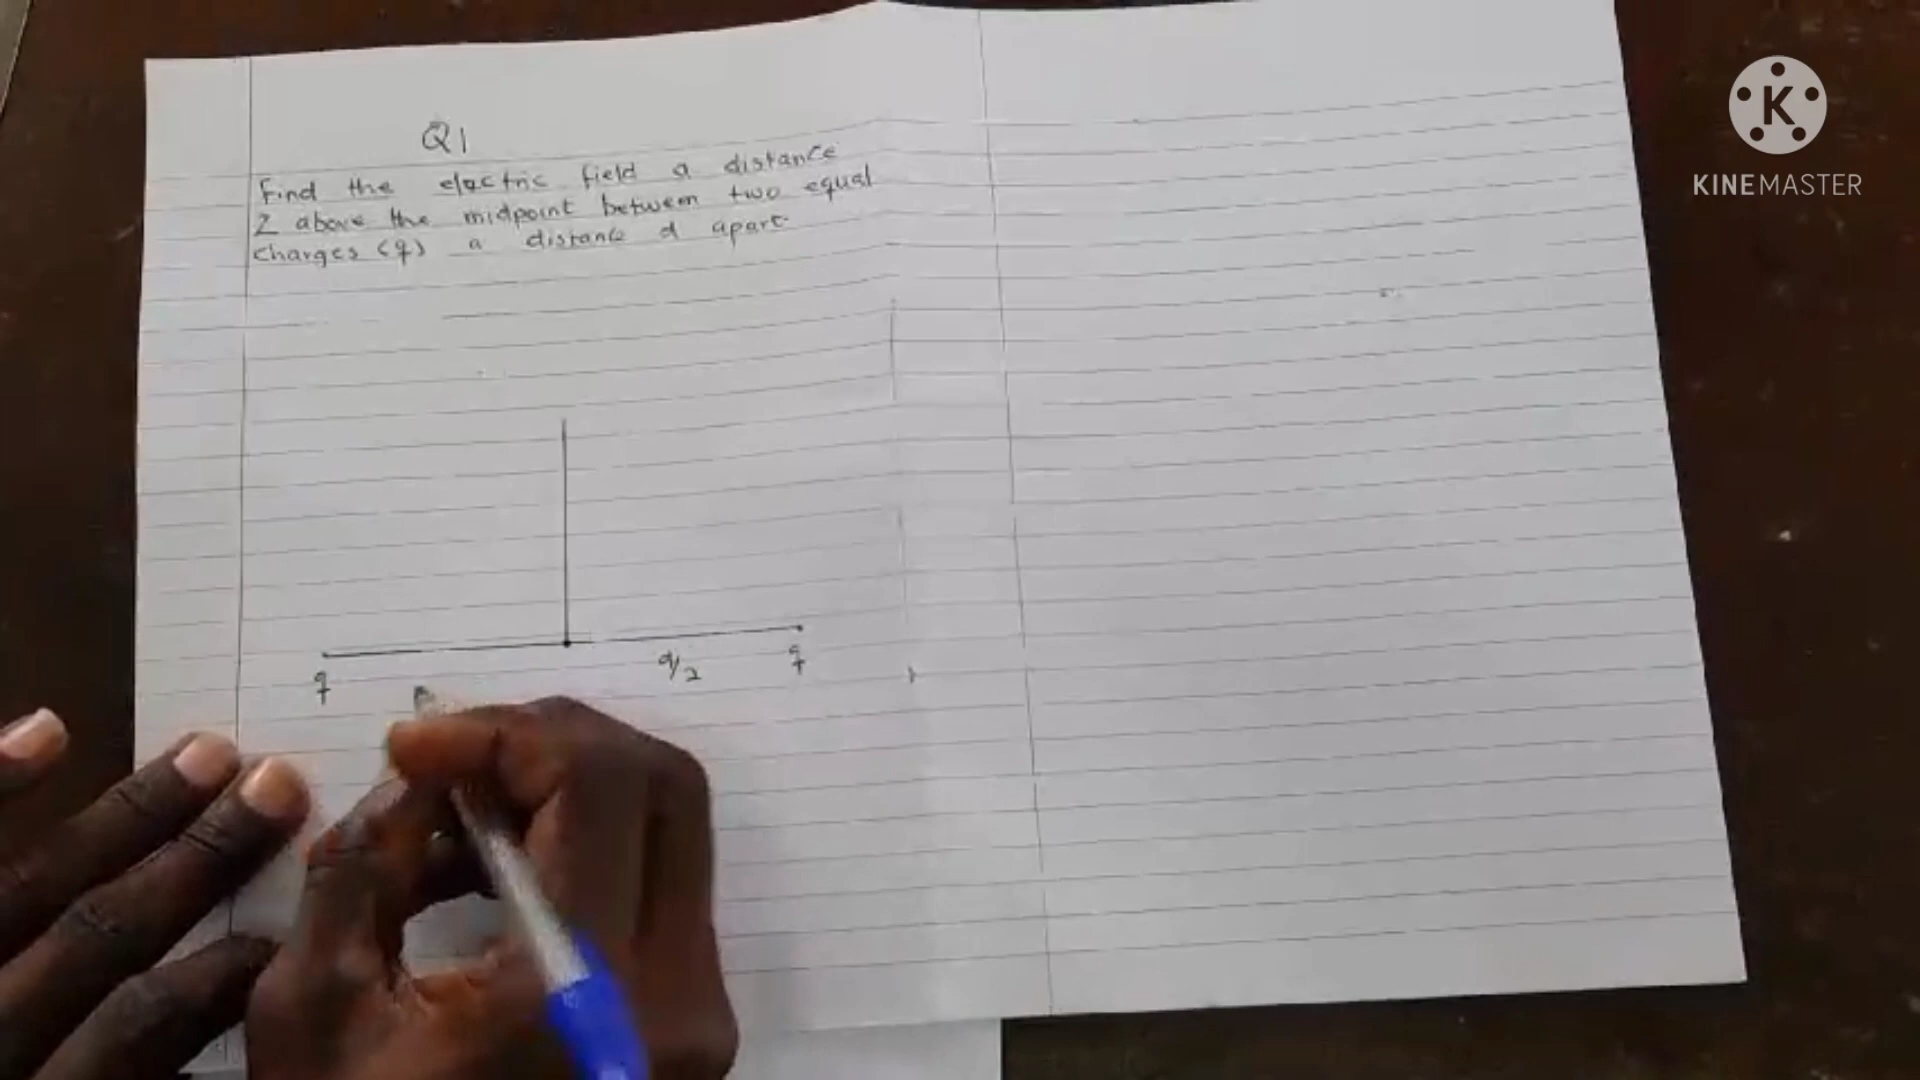 Q1
Find the electric field a distance
Z above the midpoint between two equal
charges (q) a distance d apart.
q
d/2
q
K
KINEMASTER